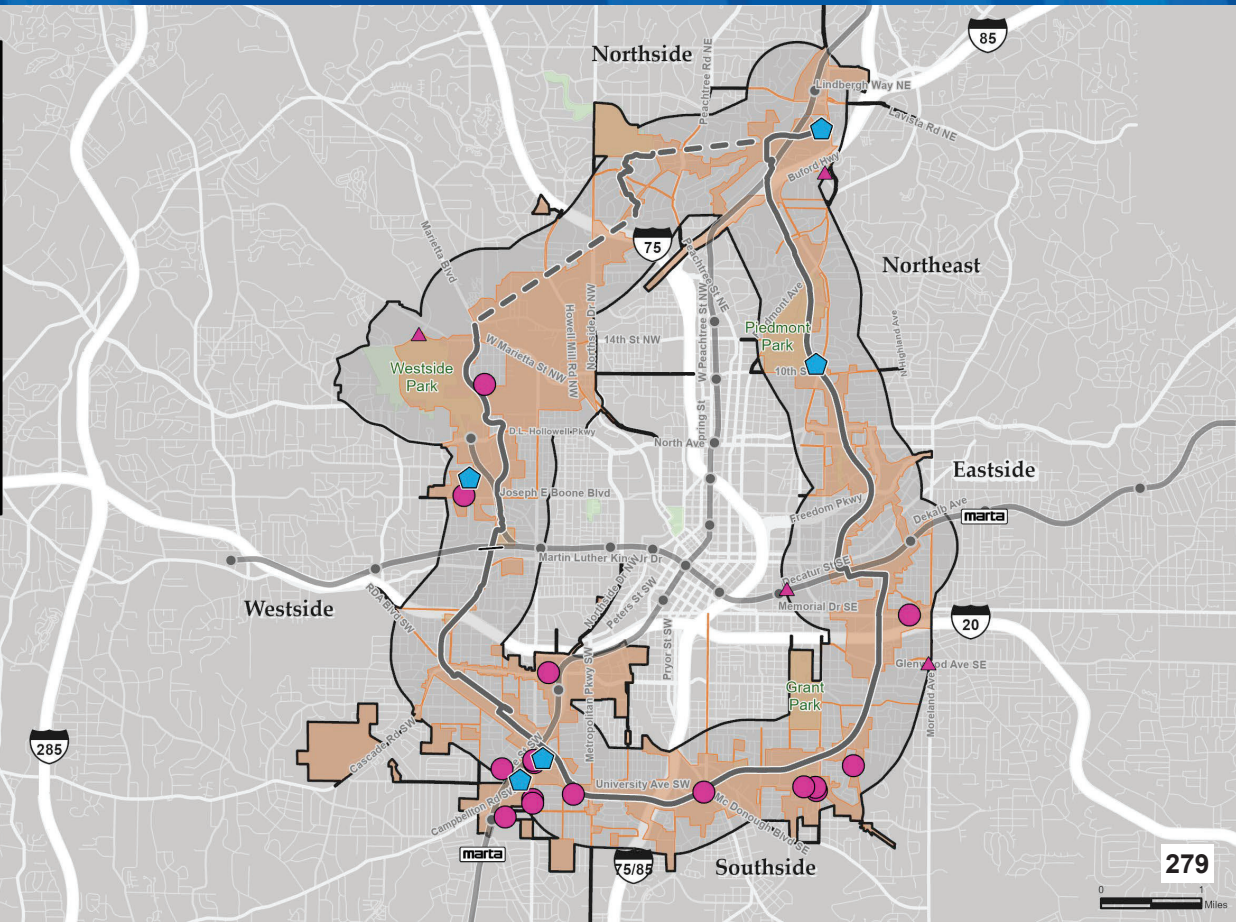 85
Northside
Peachtree Rd NE
Lindbergh Way NE
Lavista Rd NE
Buford Hwy
Marietta Blvd
75
Peachtree St NE
Northeast
Piedmont Ave
Howell Mill Rd NW
Northside Dr NW
W Peachtree St NW
Piedmont
Park
N Highland Ave
14th St NW
W Marietta St NW
Westside
Park
10th S
Spring St
D.L. Hollowell Pkwy
North Ave
Eastside
Joseph E Boone Blvd
Freedom Pkwy
Dekalb Ave
marta
Martin Luther King Jr Dr
Northside Dr NW
Decatur St SE
Peters St SW
Memorial Dr SE
Westside
RDA Blvd SW
20
Pryor St SW
Metropolitan Pkwy SW
Glenwood Ave SE
Grant
Park
Moreland Ave
285
Cascade Rd SW
University Ave SW
Campbellton Rd SW
Mc Donough Blvd SE
marta
75/85
Southside
279
0
1
Miles